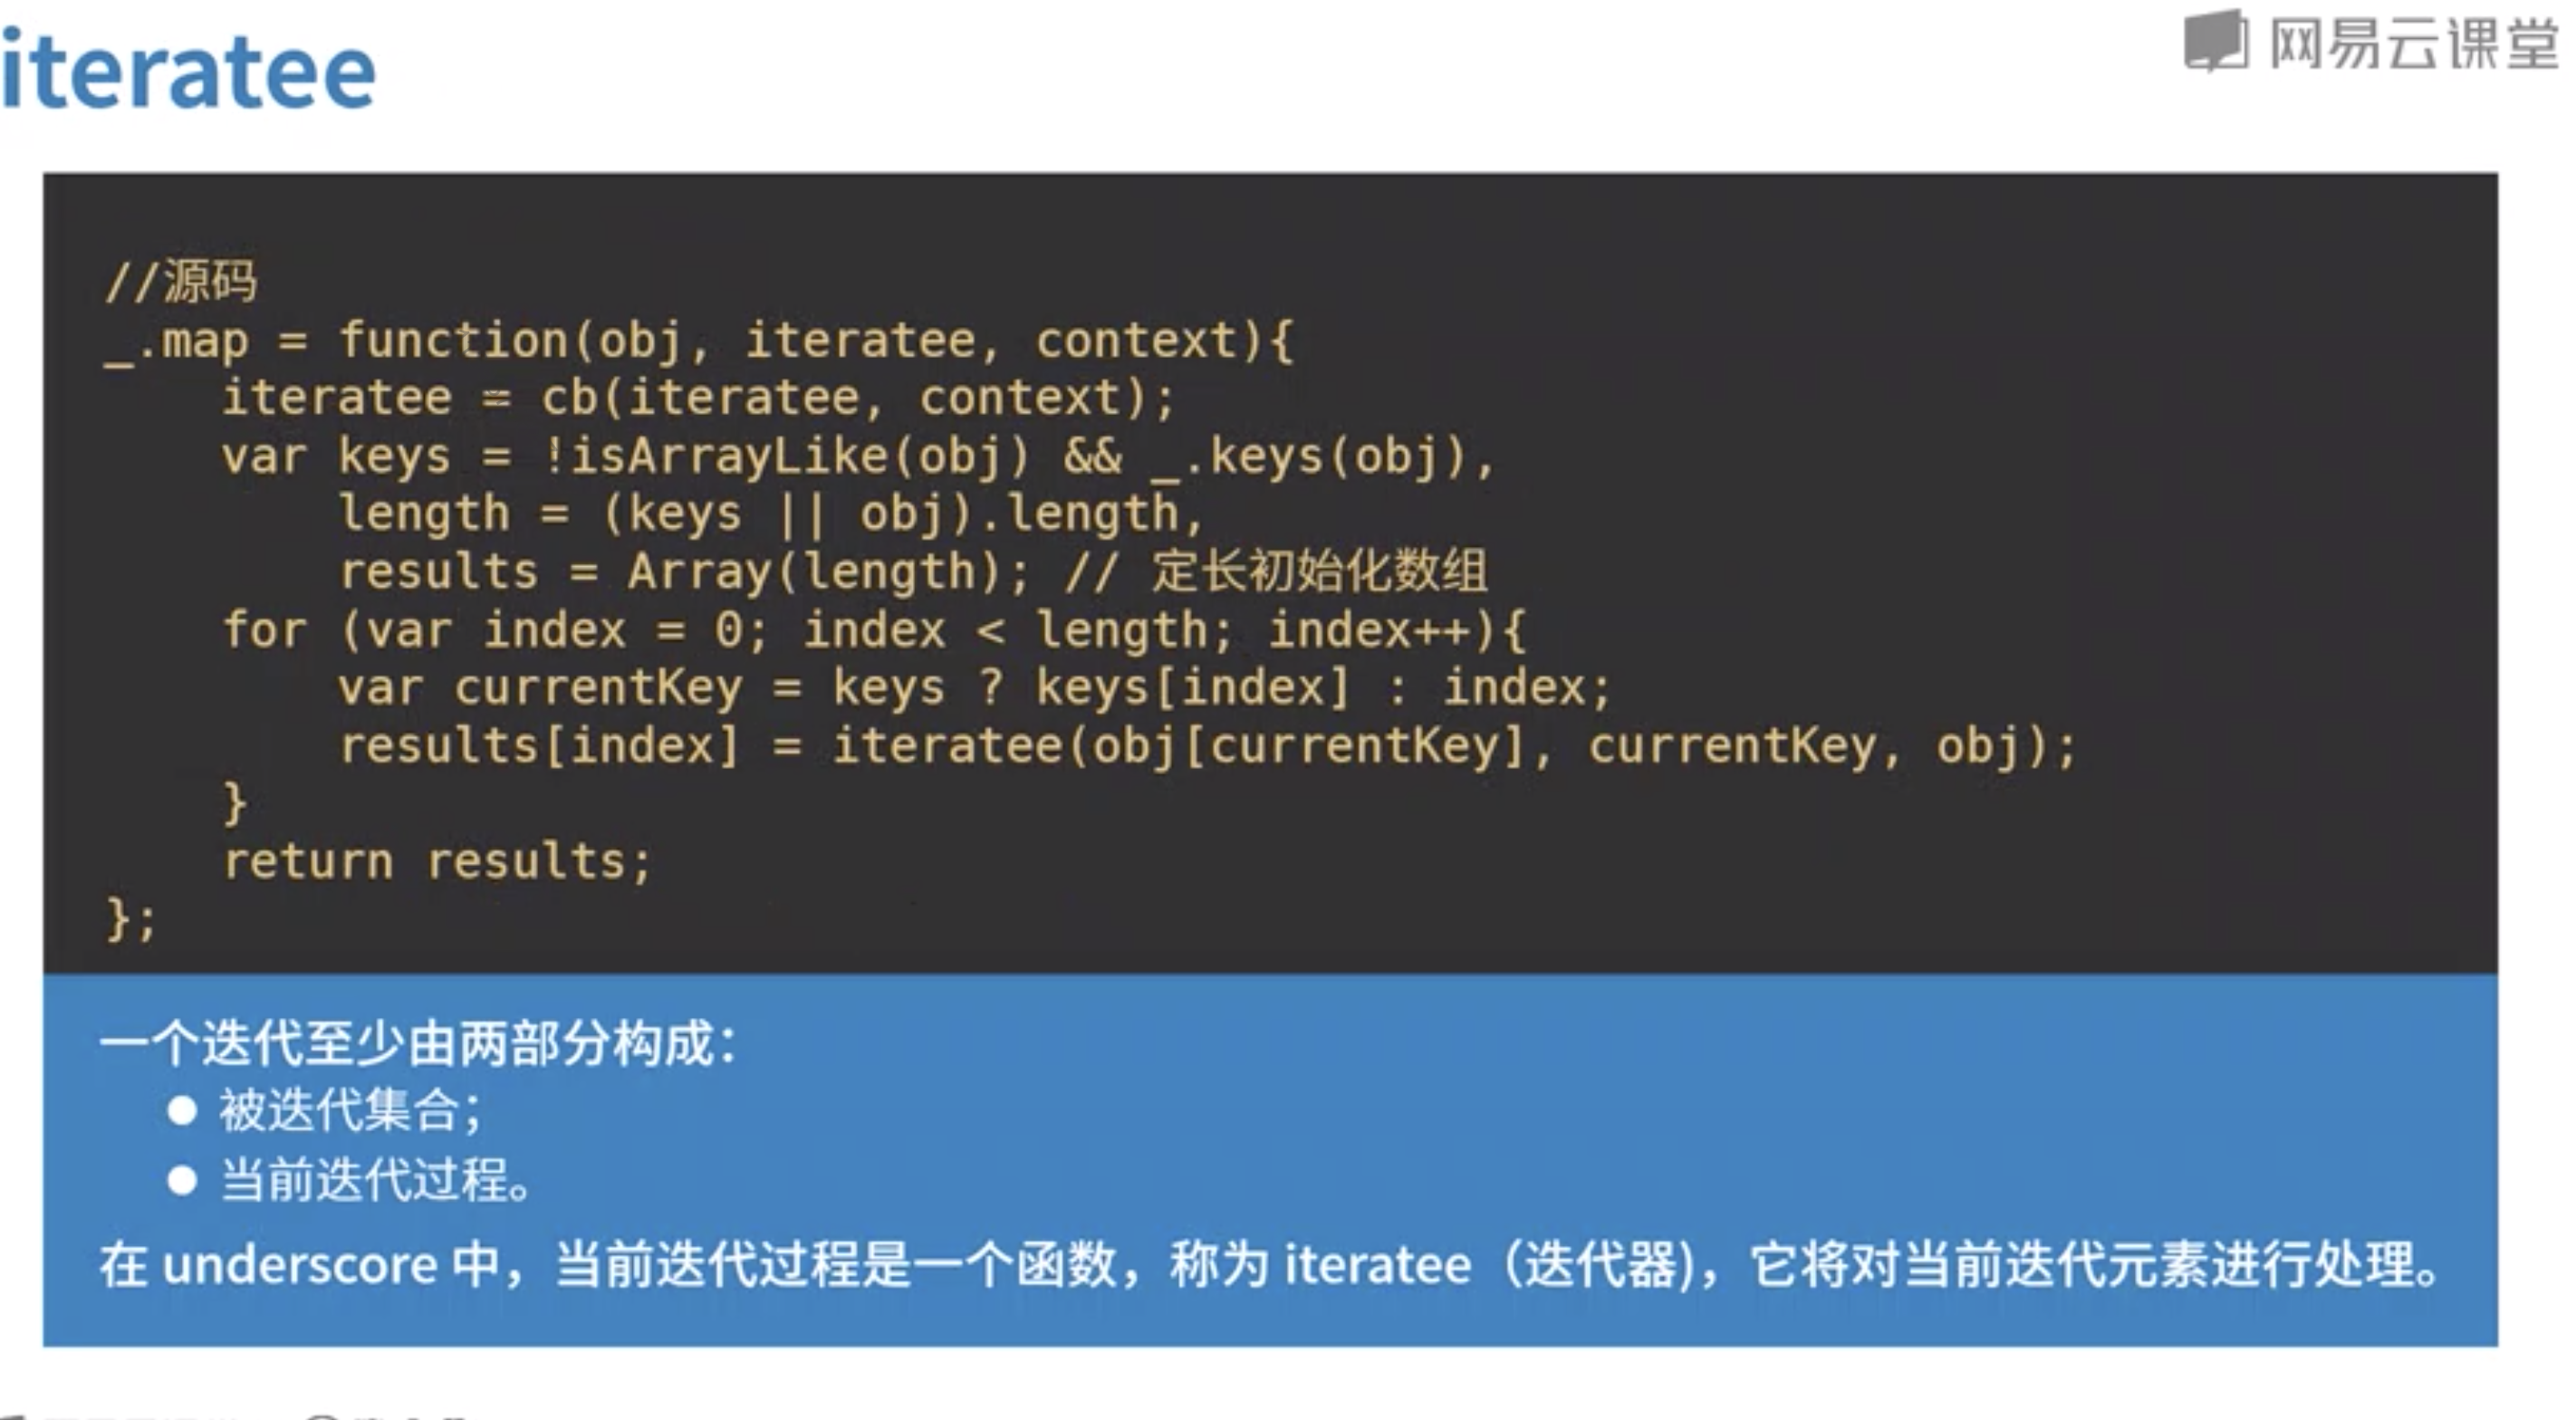 iteratee
网易云课堂
//源码
_.map = function(obj, iteratee, context){
    iteratee = cb(iteratee, context);
    var keys = !isArrayLike(obj) && _.keys(obj),
        length = (keys || obj).length,
        results = Array(length); // 定长初始化数组
    for (var index = 0; index < length; index++){
        var currentKey = keys ? keys[index] : index;
        results[index] = iteratee(obj[currentKey], currentKey, obj);
    }
    return results;
};
一个迭代至少由两部分构成：
● 被迭代集合；
● 当前迭代过程。
在 underscore 中，当前迭代过程是一个函数，称为 iteratee（迭代器)，它将对当前迭代元素进行处理。